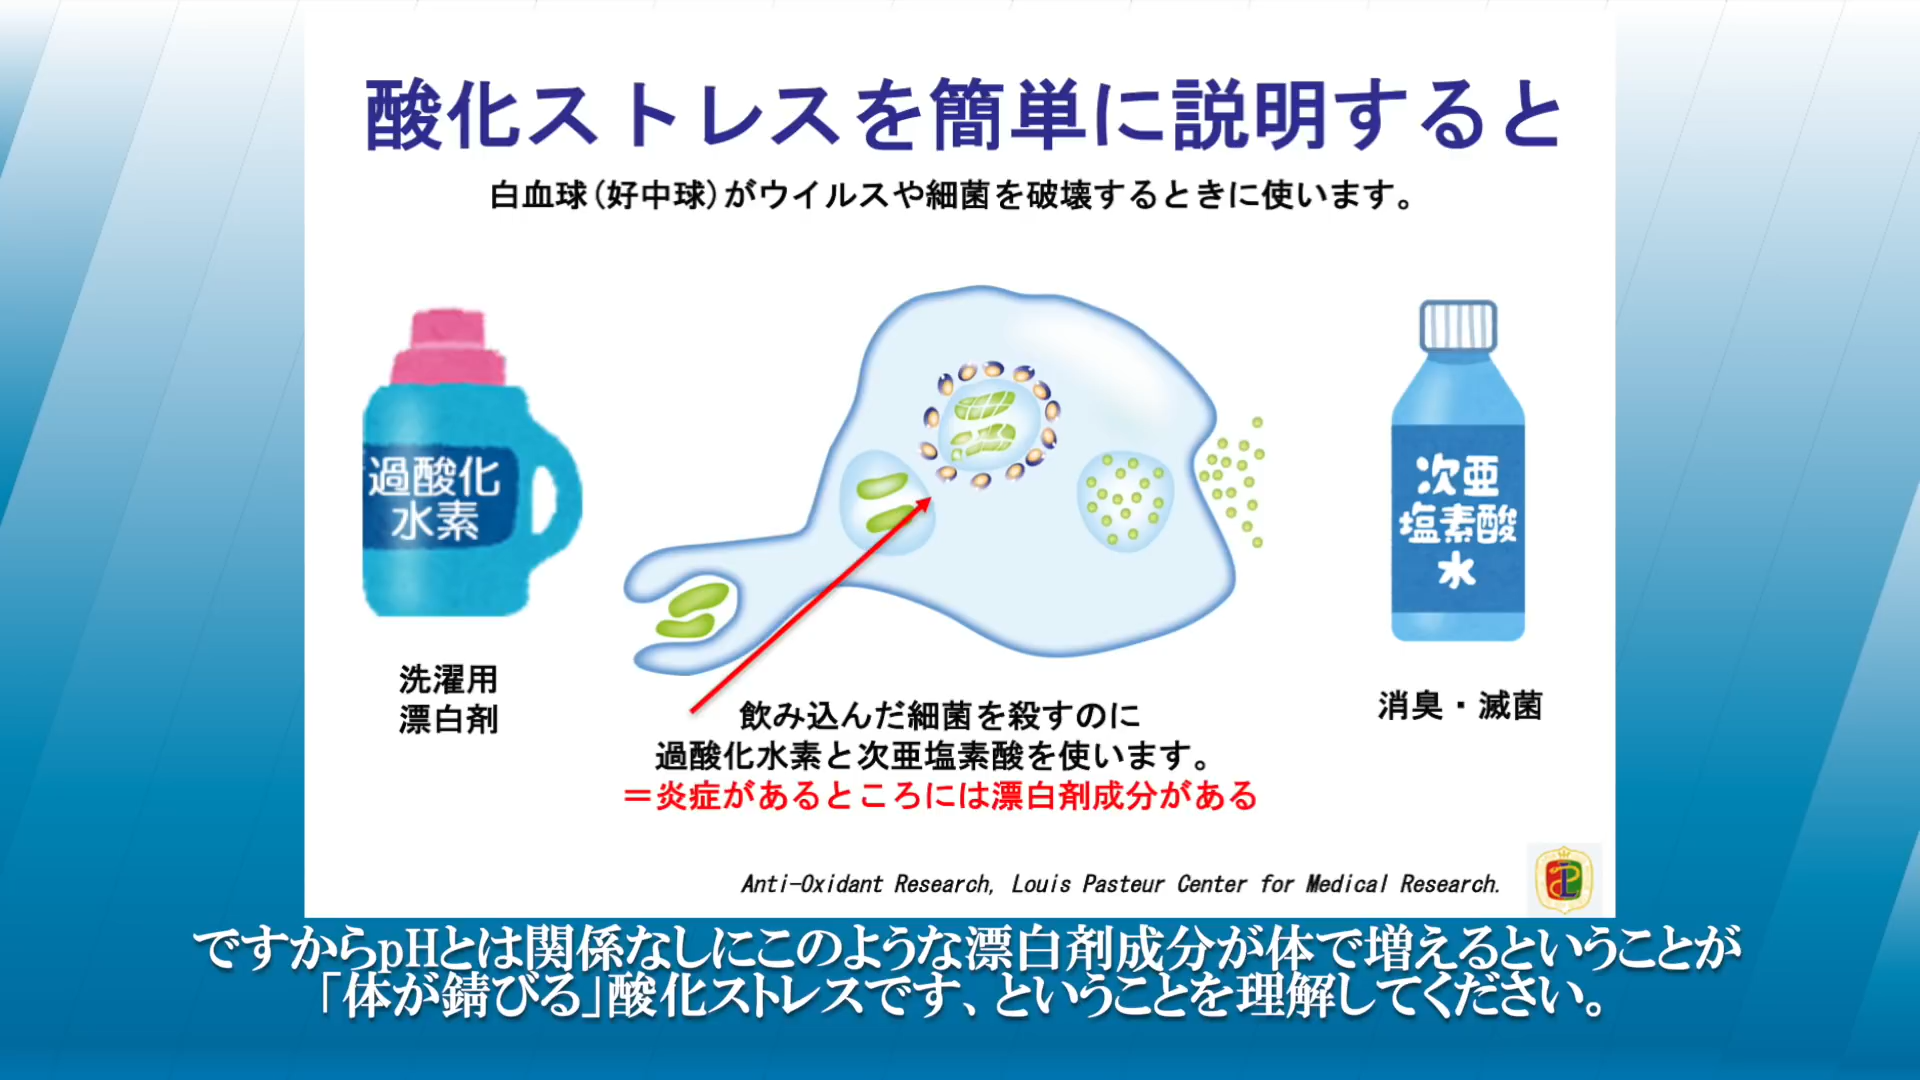 酸化ストレスを簡単に説明すると
白血球(好中球)がウイルスや細菌を破壊するときに使います。
過酸化
水素
次亜
塩素酸
水
洗濯用
漂白剤
消臭・滅菌
飲み込んだ細菌を殺すのに
過酸化水素と次亜塩素酸を使います。
＝炎症があるところには漂白剤成分がある
Anti-Oxidant Research, Louis Pasteur Center for Medical Research.
ですからpHとは関係なしにこのような漂白剤成分が体で増えるということが
「体が錆びる」酸化ストレスです、ということを理解してください。